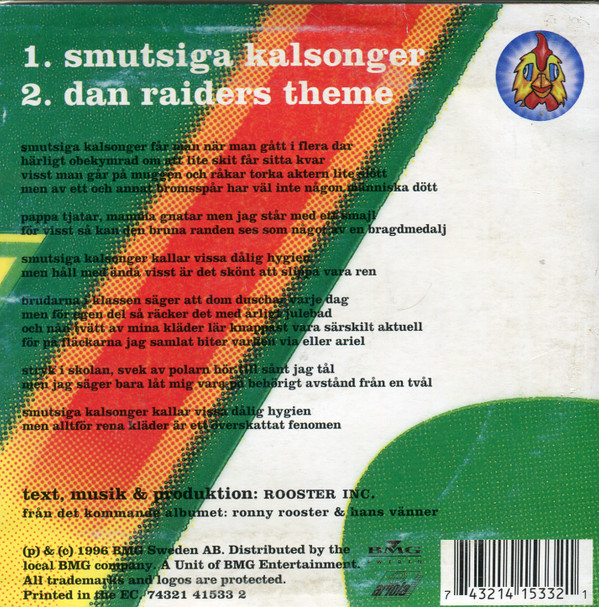 1. smutsiga kalsonger
2. dan raiders theme
smutsiga kalsonger får man när man gått i flera dar
härligt obekymrad om att lite skit får sitta kvar
visst man går på muggen och råkar torka aktern lite slött
men av ett och annat bromsspår har väl inte någon människa dött
pappa tjatar, mamma gnatar men jag står med ett smajl
för visst så kan den bruna randen ses som något av en bragdmedalj
smutsiga kalsonger kallar vissa dålig hygien
men håll med ändå visst är det skönt att slippa vara ren
brudarna i klassen säger att dom duschar varje dag
men för egen del så räcker det med årligt julebad
och nån tvätt av mina kläder lär knappast vara särskilt aktuell
för på fläckarna jag samlat biter varken via eller ariel
stryk i skolan, svek av polarn hör till sånt jag tål
men jag säger bara låt mig vara på behörigt avstånd från en tvål
smutsiga kalsonger kallar vissa dålig hygien
men alltför rena kläder är ett överskattat fenomen
text, musik & produktion: ROOSTER INC.
från det kommande albumet: ronny rooster & hans vänner
(p) & (c) 1996 BMG Sweden AB. Distributed by the
local BMG company. A Unit of BMG Entertainment.
All trademarks and logos are protected.
Printed in the EC. 74321 41533 2
BMG
SWEDEN
ariola
7 43214 15332 1